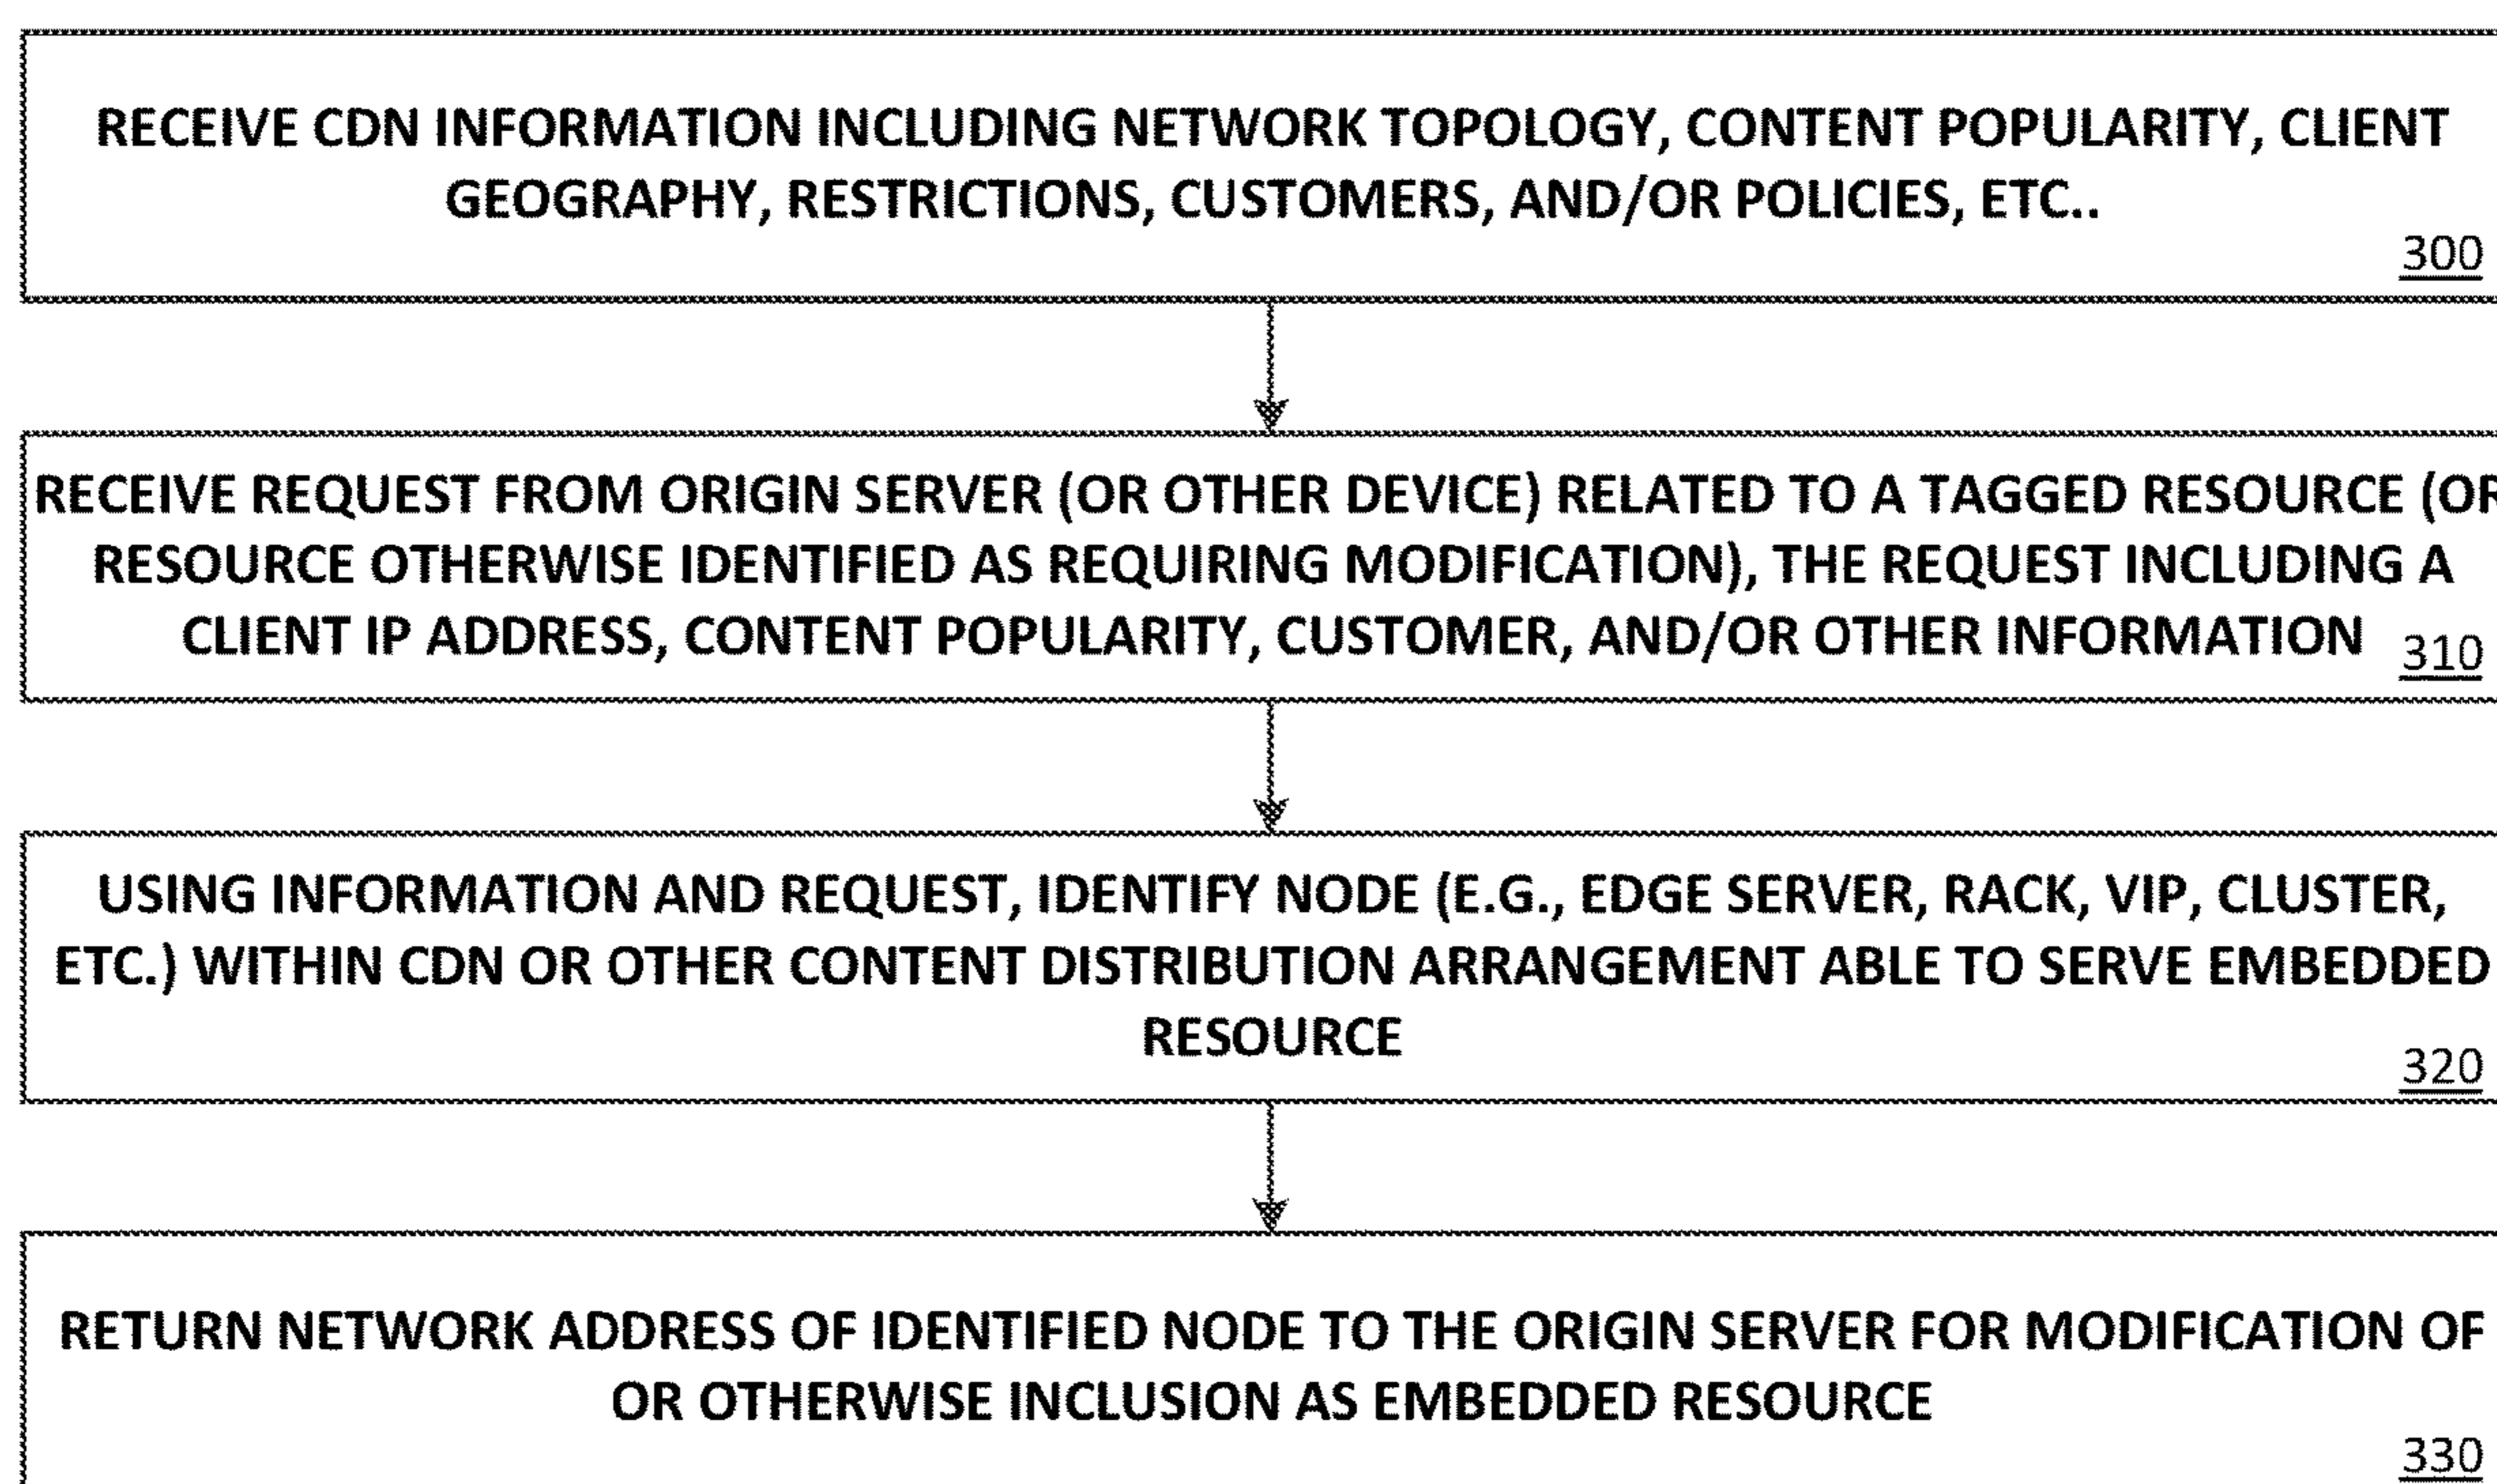 RECEIVE CDN INFORMATION INCLUDING NETWORK TOPOLOGY, CONTENT POPULARITY, CLIENT
GEOGRAPHY, RESTRICTIONS, CUSTOMERS, AND/OR POLICIES, ETC..
300
RECEIVE REQUEST FROM ORIGIN SERVER (OR OTHER DEVICE) RELATED TO A TAGGED RESOURCE (OR
RESOURCE OTHERWISE IDENTIFIED AS REQUIRING MODIFICATION), THE REQUEST INCLUDING A
CLIENT IP ADDRESS, CONTENT POPULARITY, CUSTOMER, AND/OR OTHER INFORMATION 310
USING INFORMATION AND REQUEST, IDENTIFY NODE (E.G., EDGE SERVER, RACK, VIP, CLUSTER,
ETC.) WITHIN CDN OR OTHER CONTENT DISTRIBUTION ARRANGEMENT ABLE TO SERVE EMBEDDED
RESOURCE
320
RETURN NETWORK ADDRESS OF IDENTIFIED NODE TO THE ORIGIN SERVER FOR MODIFICATION OF
OR OTHERWISE INCLUSION AS EMBEDDED RESOURCE
330